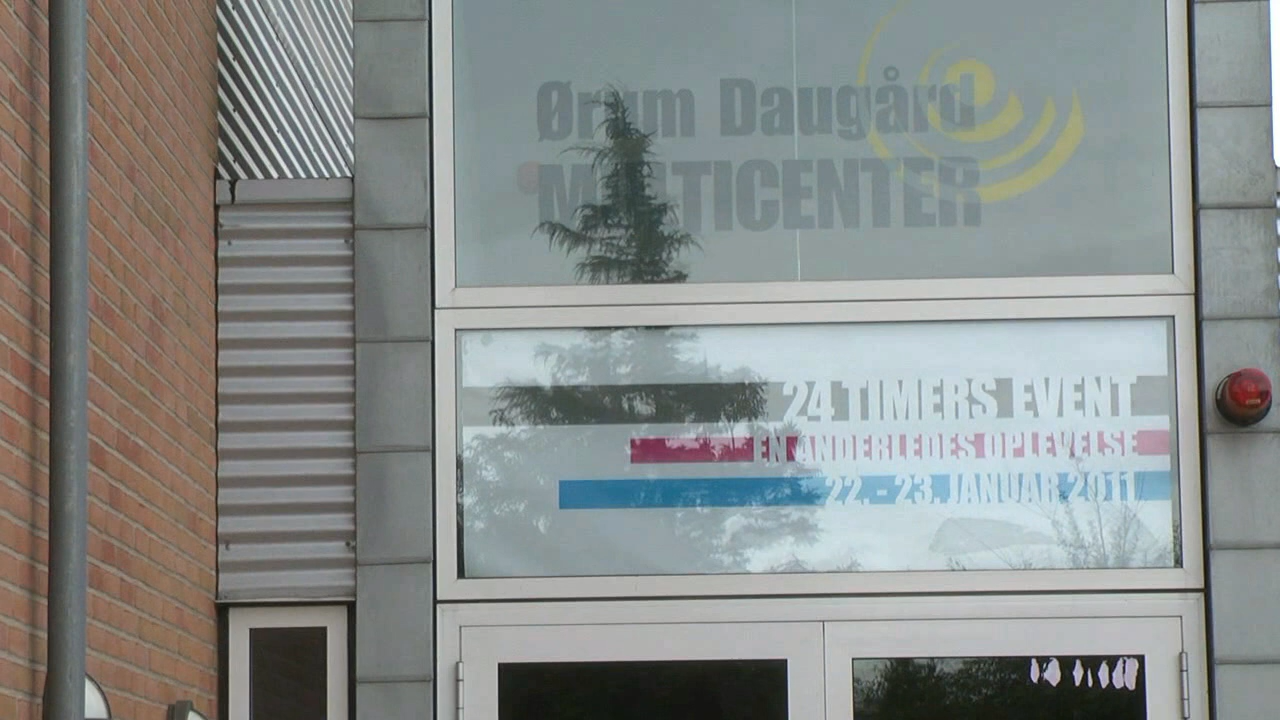 Ørum Daugård
MULTICENTER
24 TIMERS EVENT
EN ANDERLEDES OPLEVELSE
22. - 23. JANUAR 2011